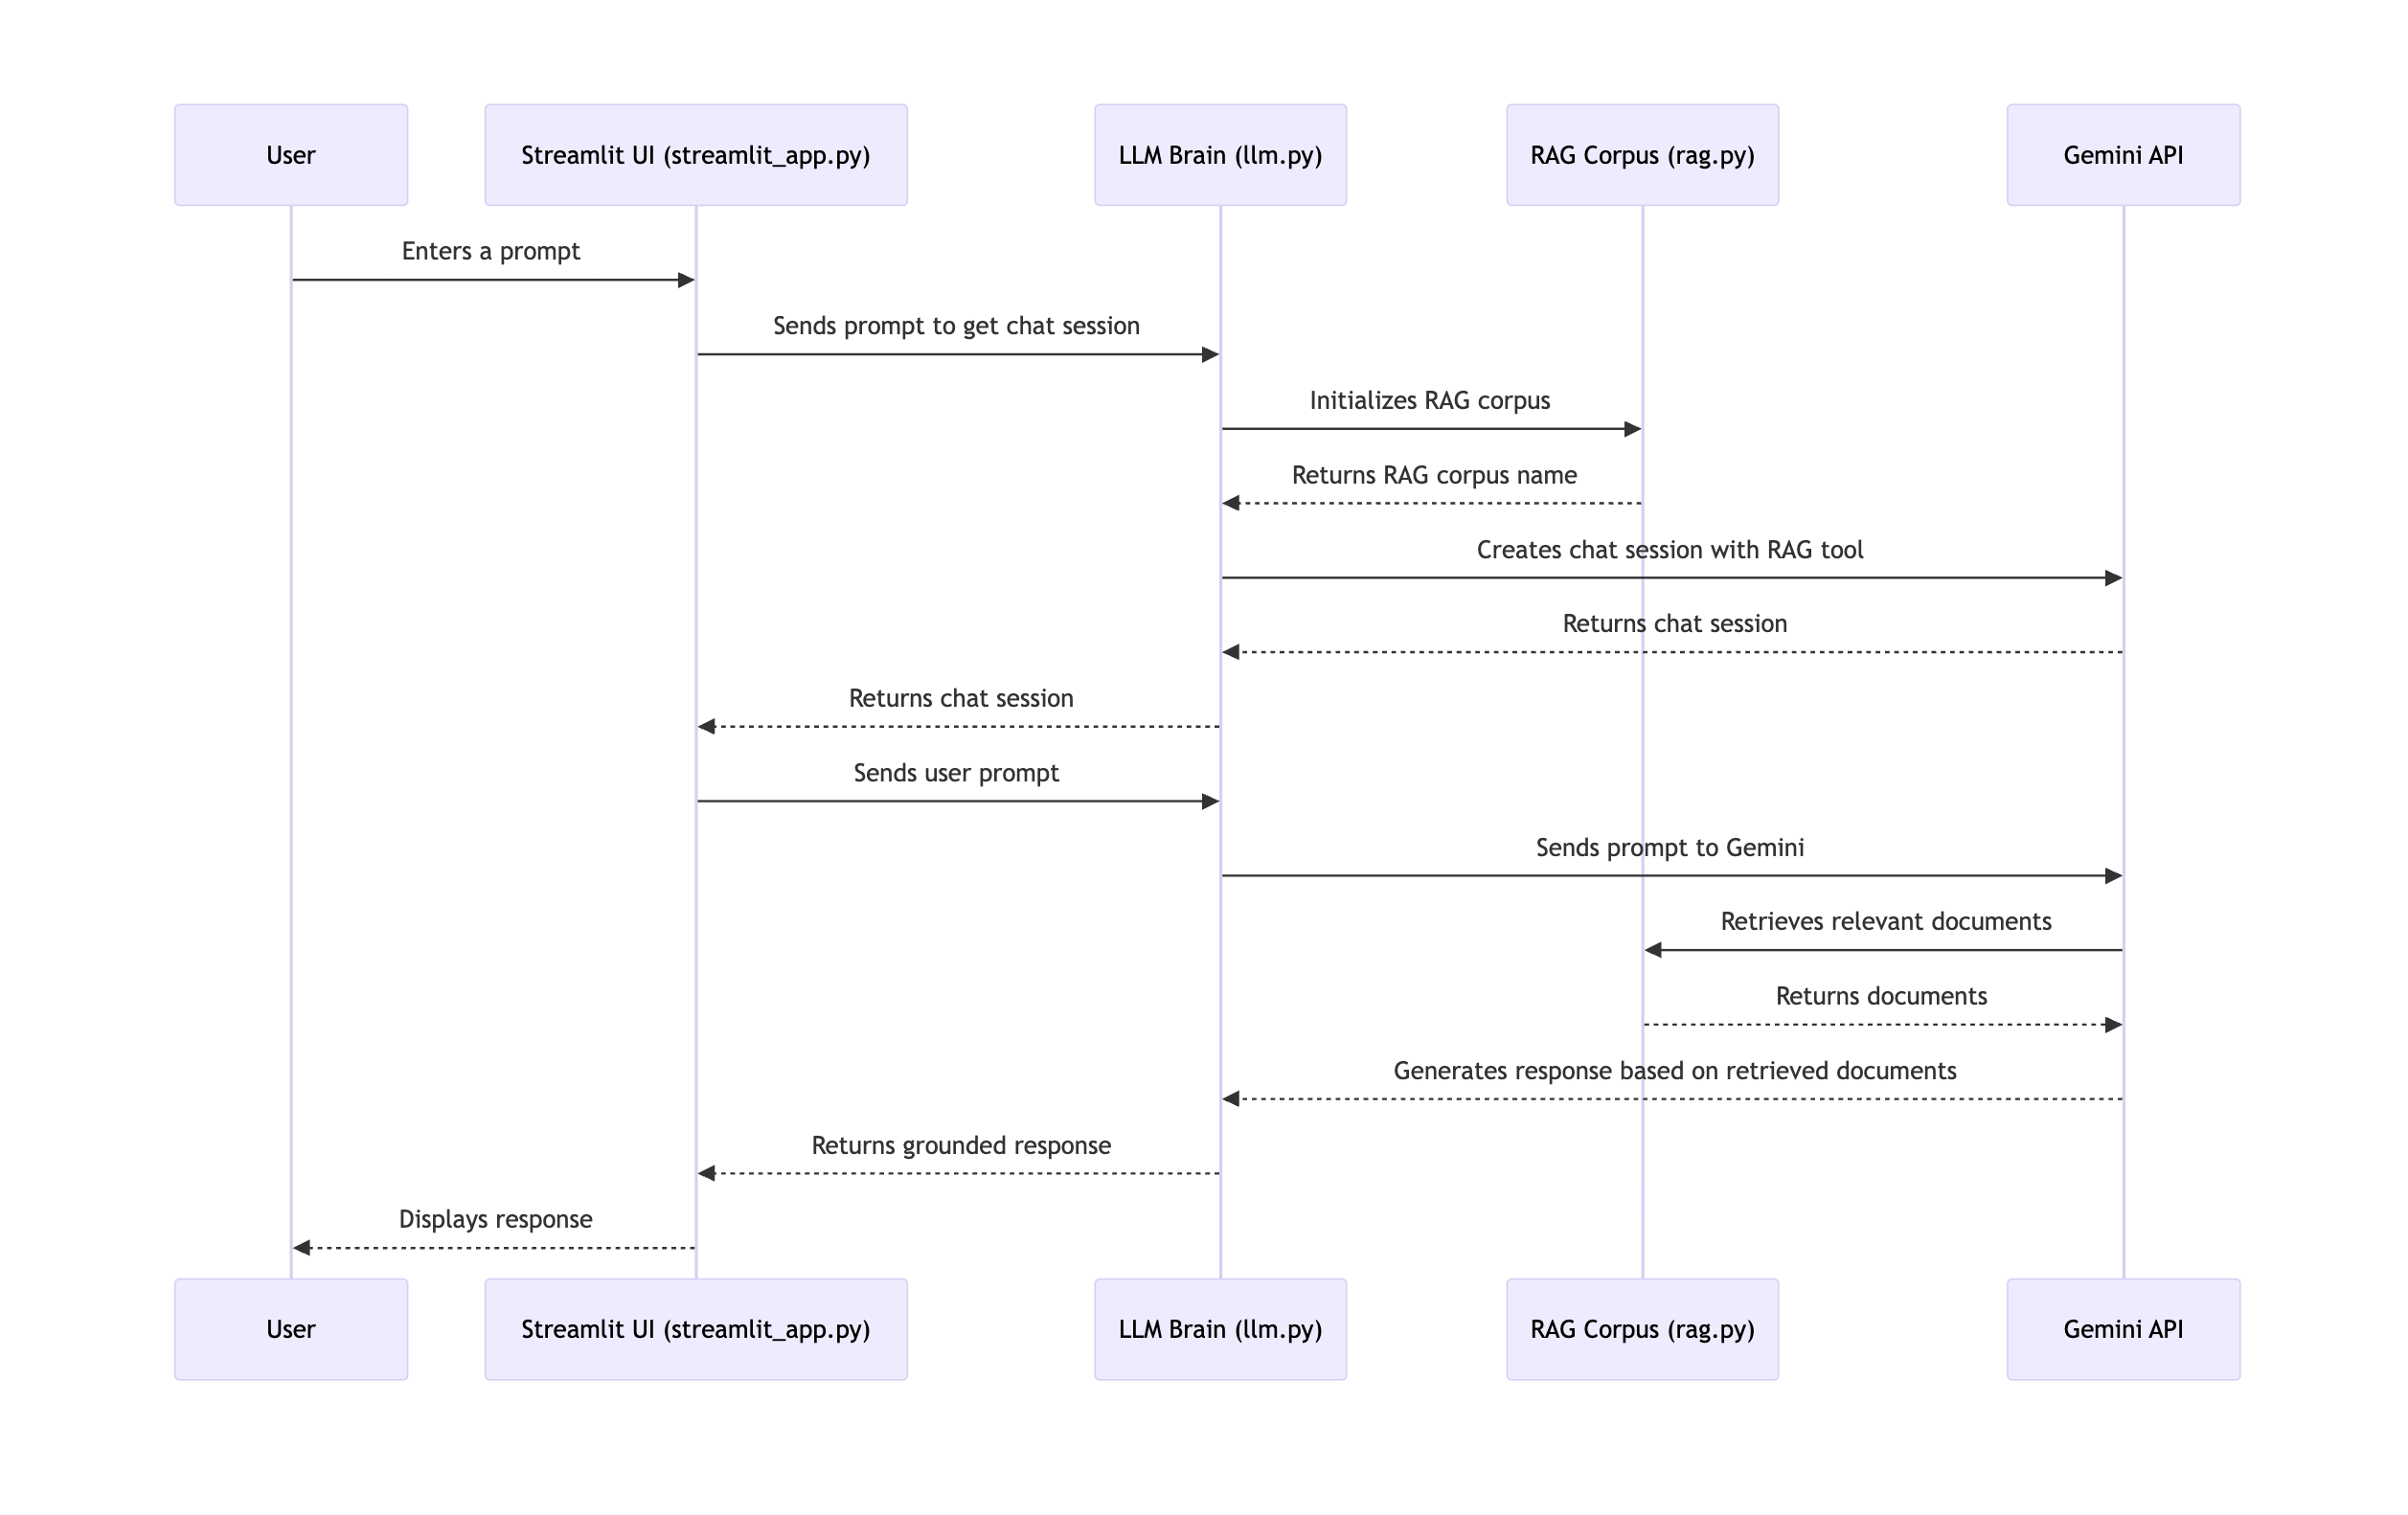 User
Streamlit UI (streamlit_app.py)
LLM Brain (llm.py)
RAG Corpus (rag.py)
Gemini API
Enters a prompt
Sends prompt to get chat session
Initializes RAG corpus
Returns RAG corpus name
Creates chat session with RAG tool
Returns chat session
Returns chat session
Sends user prompt
Sends prompt to Gemini
Retrieves relevant documents
Returns documents
Generates response based on retrieved documents
Returns grounded response
Displays response
User
Streamlit UI (streamlit_app.py)
LLM Brain (llm.py)
RAG Corpus (rag.py)
Gemini API